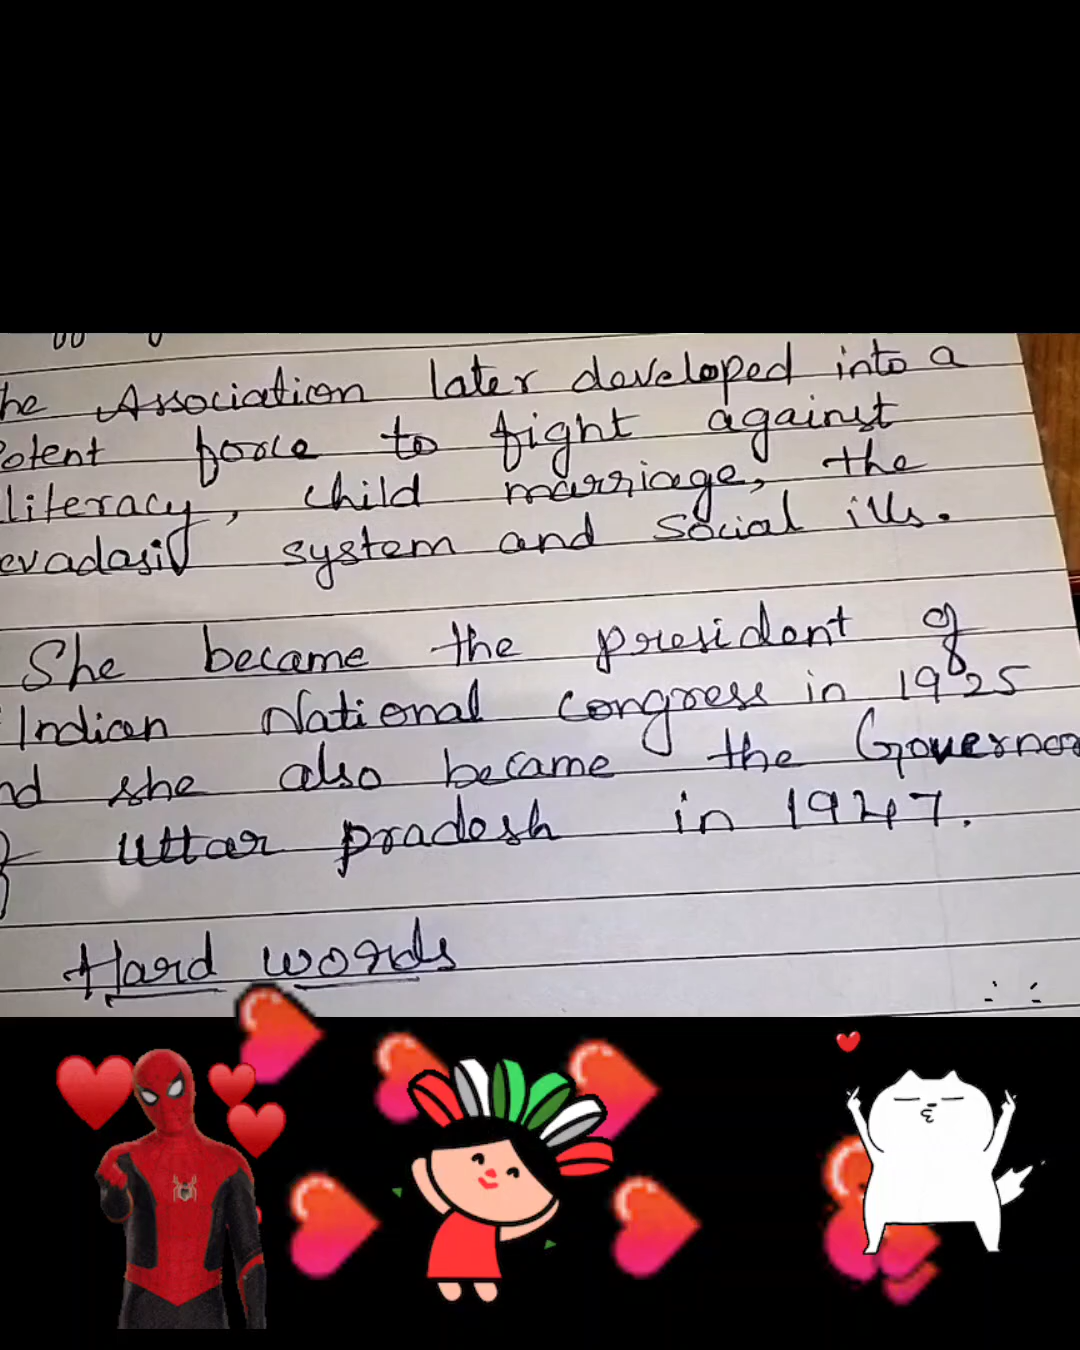 he Association later developed into a
otent force to fight against
literacy, child marriage, the
evadasi system and social ills.
She became the president of
Indian National Congress in 1925
nd she also became the Governor
of Uttar pradesh in 1947.
Hard words